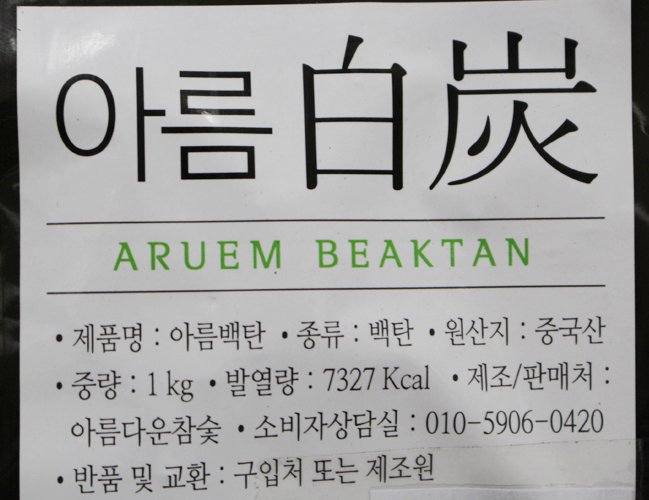 아름 白炭
ARUEM BEAKTAN
• 제품명 : 아름백탄 • 종류 : 백탄 • 원산지 : 중국산
• 중량 : 1 kg • 발열량 : 7327 Kcal • 제조/판매처 :
아름다운참숯 • 소비자상담실 : 010-5906-0420
• 반품 및 교환 : 구입처 또는 제조원